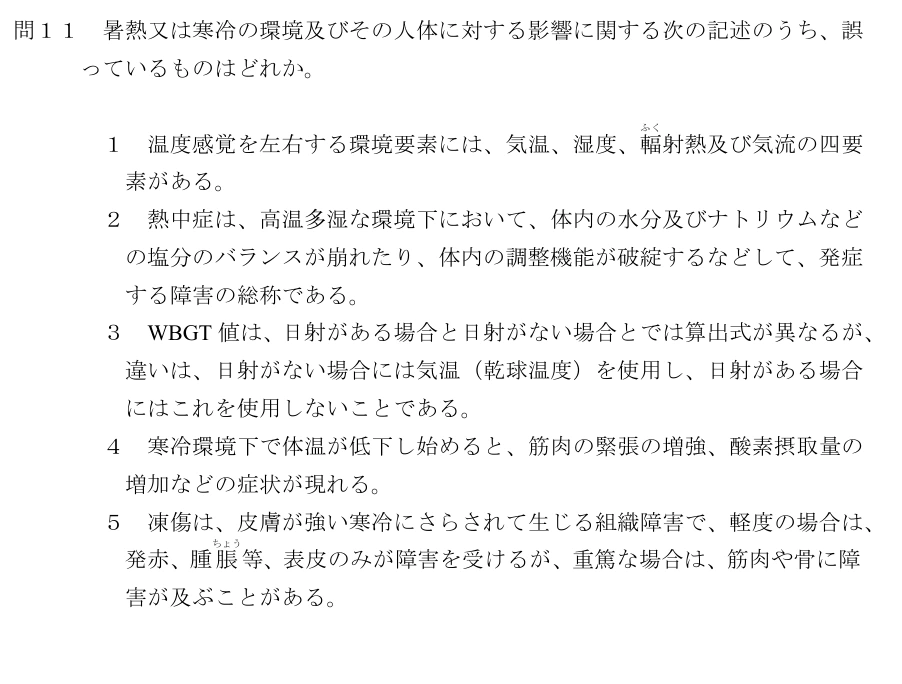 問１１　暑熱又は寒冷の環境及びその人体に対する影響に関する次の記述のうち、誤
っているものはどれか。
ふく
１　温度感覚を左右する環境要素には、気温、湿度、輻射熱及び気流の四要
素がある。
２　熱中症は、高温多湿な環境下において、体内の水分及びナトリウムなど
の塩分のバランスが崩れたり、体内の調整機能が破綻するなどして、発症
する障害の総称である。
３　WBGT 値は、日射がある場合と日射がない場合とでは算出式が異なるが、
違いは、日射がない場合には気温（乾球温度）を使用し、日射がある場合
にはこれを使用しないことである。
４　寒冷環境下で体温が低下し始めると、筋肉の緊張の増強、酸素摂取量の
増加などの症状が現れる。
５　凍傷は、皮膚が強い寒冷にさらされて生じる組織障害で、軽度の場合は、
ちょう
発赤、腫脹等、表皮のみが障害を受けるが、重篤な場合は、筋肉や骨に障
害が及ぶことがある。